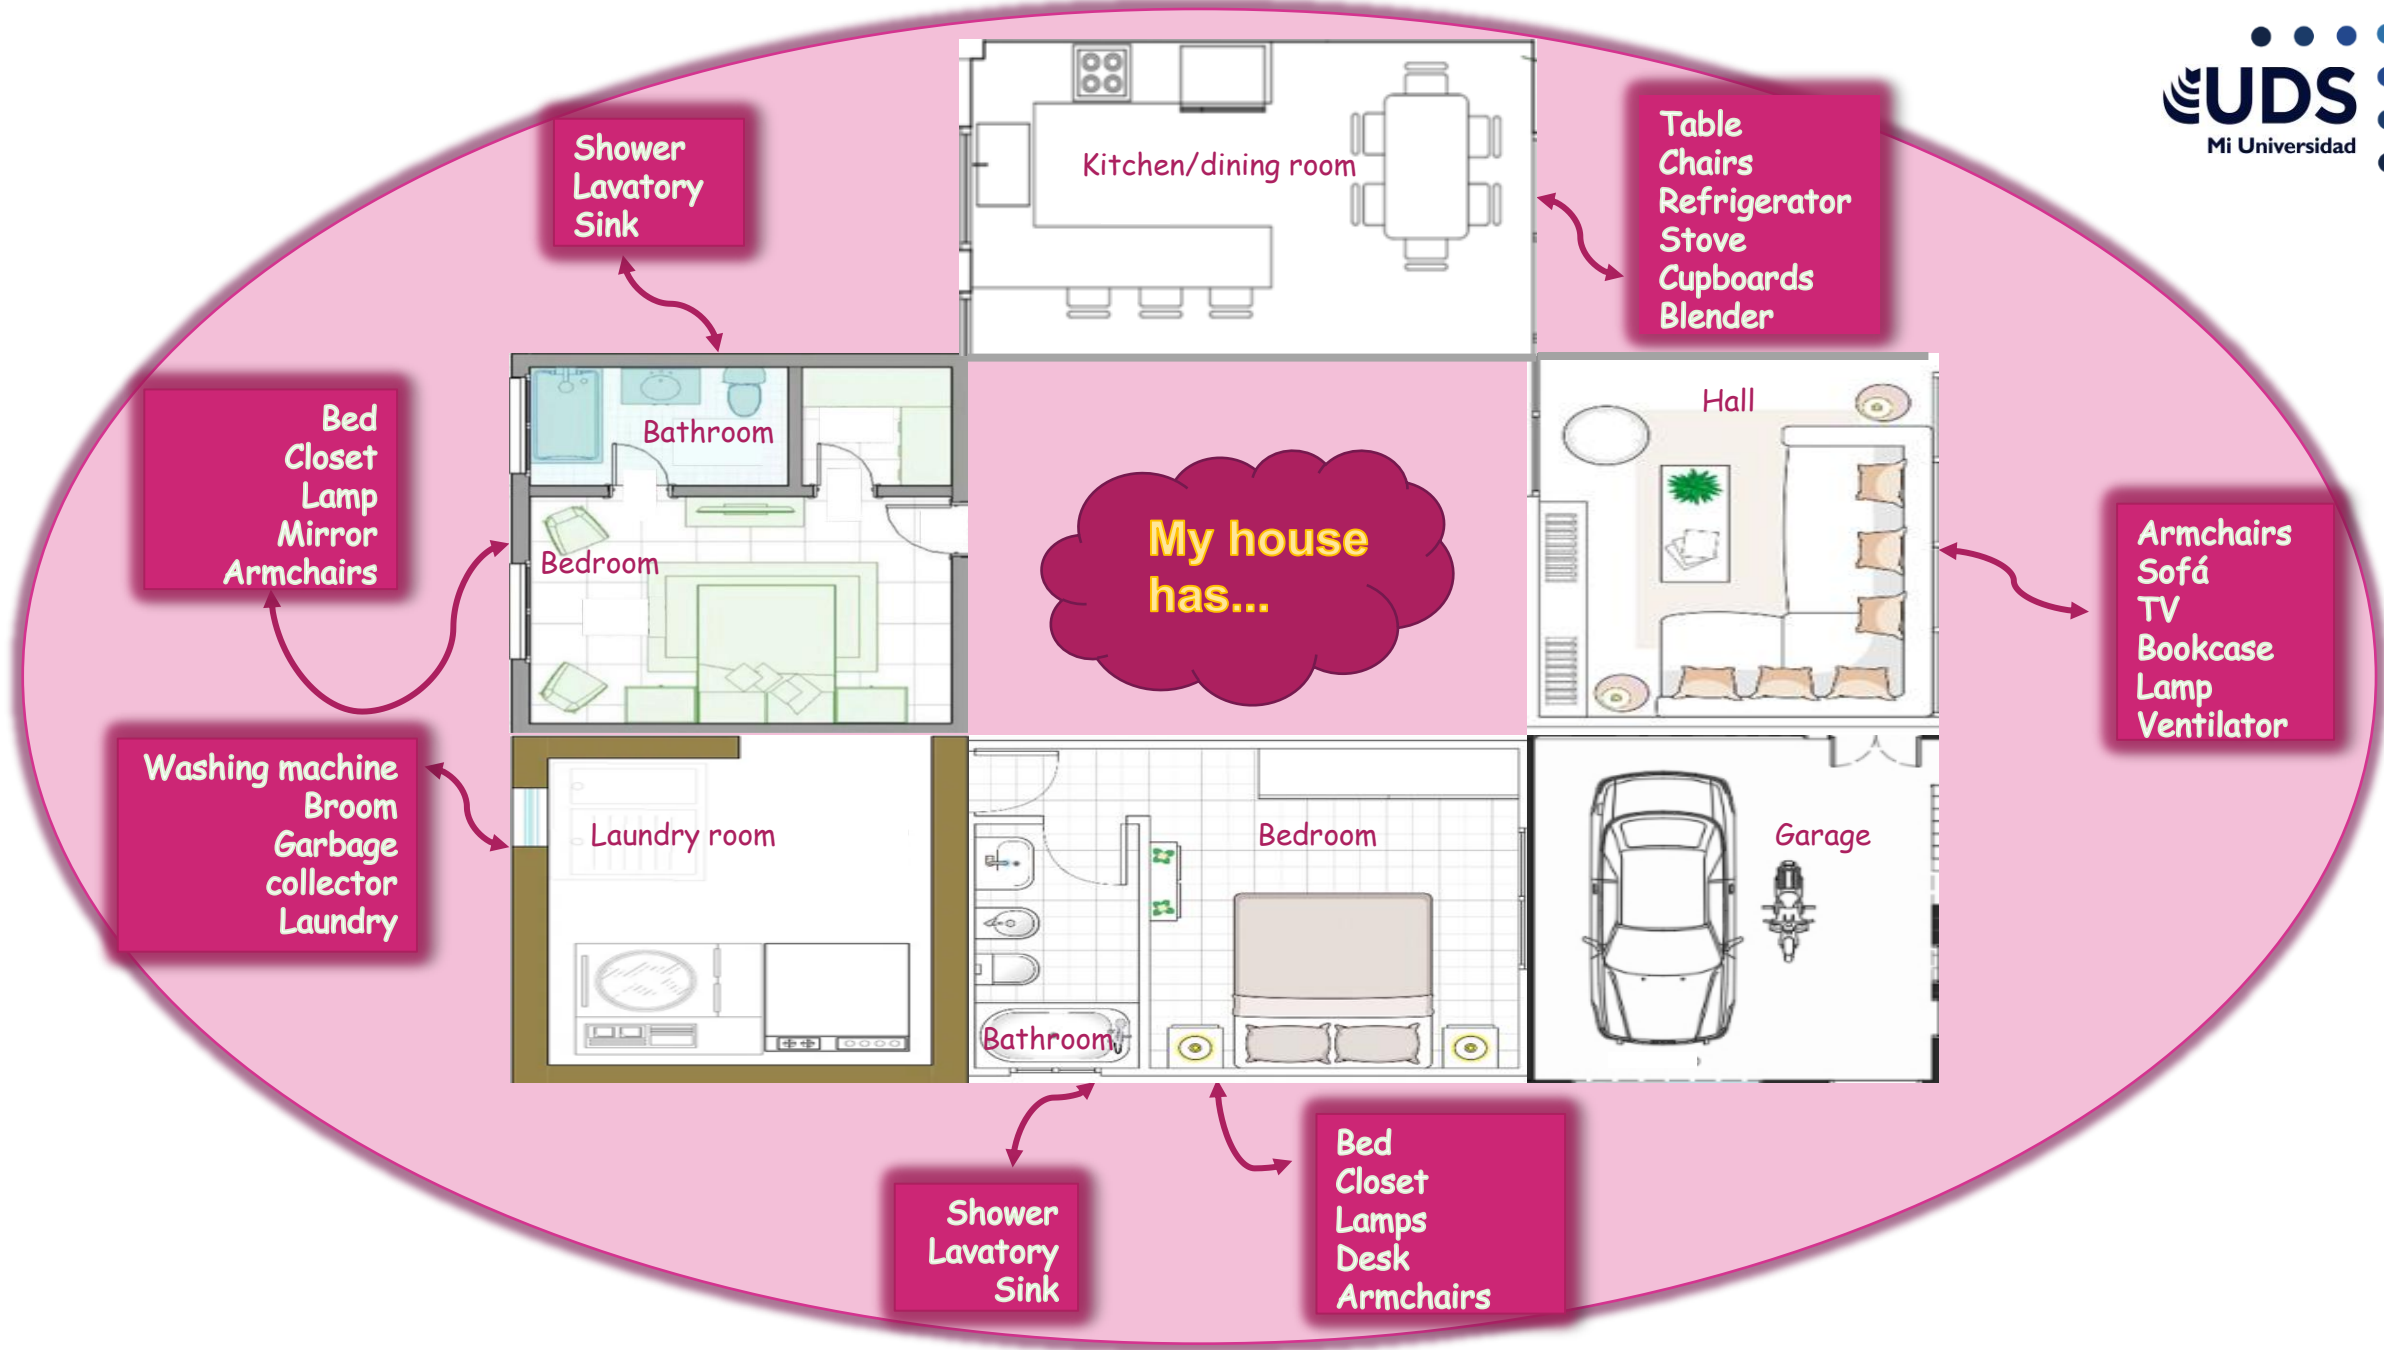 UDS
Mi Universidad
Kitchen/dining room
Table
Chairs
Refrigerator
Stove
Cupboards
Blender
Shower
Lavatory
Sink
Bathroom
Bed
Closet
Lamp
Mirror
Armchairs
Bedroom
My house
has...
Hall
Armchairs
Sofá
TV
Bookcase
Lamp
Ventilator
Washing machine
Broom
Garbage
collector
Laundry
Laundry room
Bedroom
Bathroom
Garage
Shower
Lavatory
Sink
Bed
Closet
Lamps
Desk
Armchairs